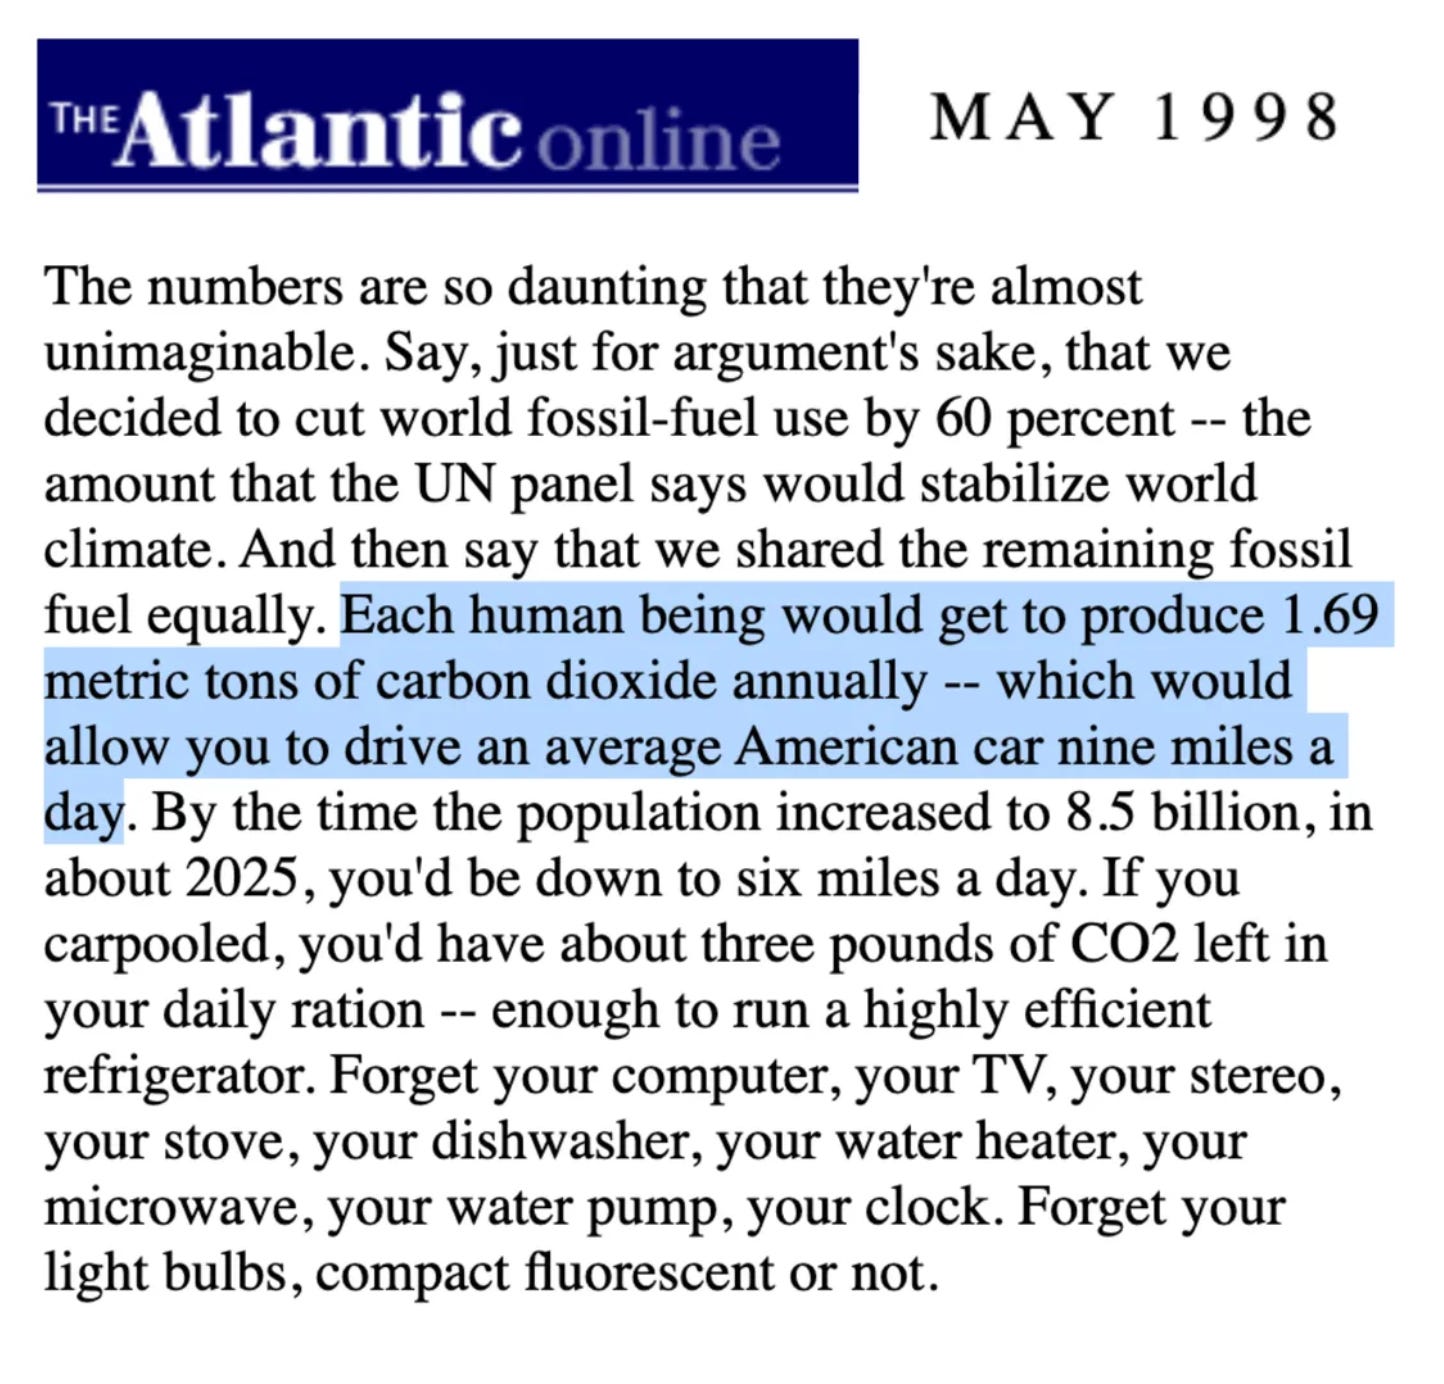 THE Atlantic online
MAY 1998
The numbers are so daunting that they're almost
unimaginable. Say, just for argument's sake, that we
decided to cut world fossil-fuel use by 60 percent -- the
amount that the UN panel says would stabilize world
climate. And then say that we shared the remaining fossil
fuel equally. Each human being would get to produce 1.69
metric tons of carbon dioxide annually -- which would
allow you to drive an average American car nine miles a
day. By the time the population increased to 8.5 billion, in
about 2025, you'd be down to six miles a day. If you
carpooled, you'd have about three pounds of CO2 left in
your daily ration -- enough to run a highly efficient
refrigerator. Forget your computer, your TV, your stereo,
your stove, your dishwasher, your water heater, your
microwave, your water pump, your clock. Forget your
light bulbs, compact fluorescent or not.